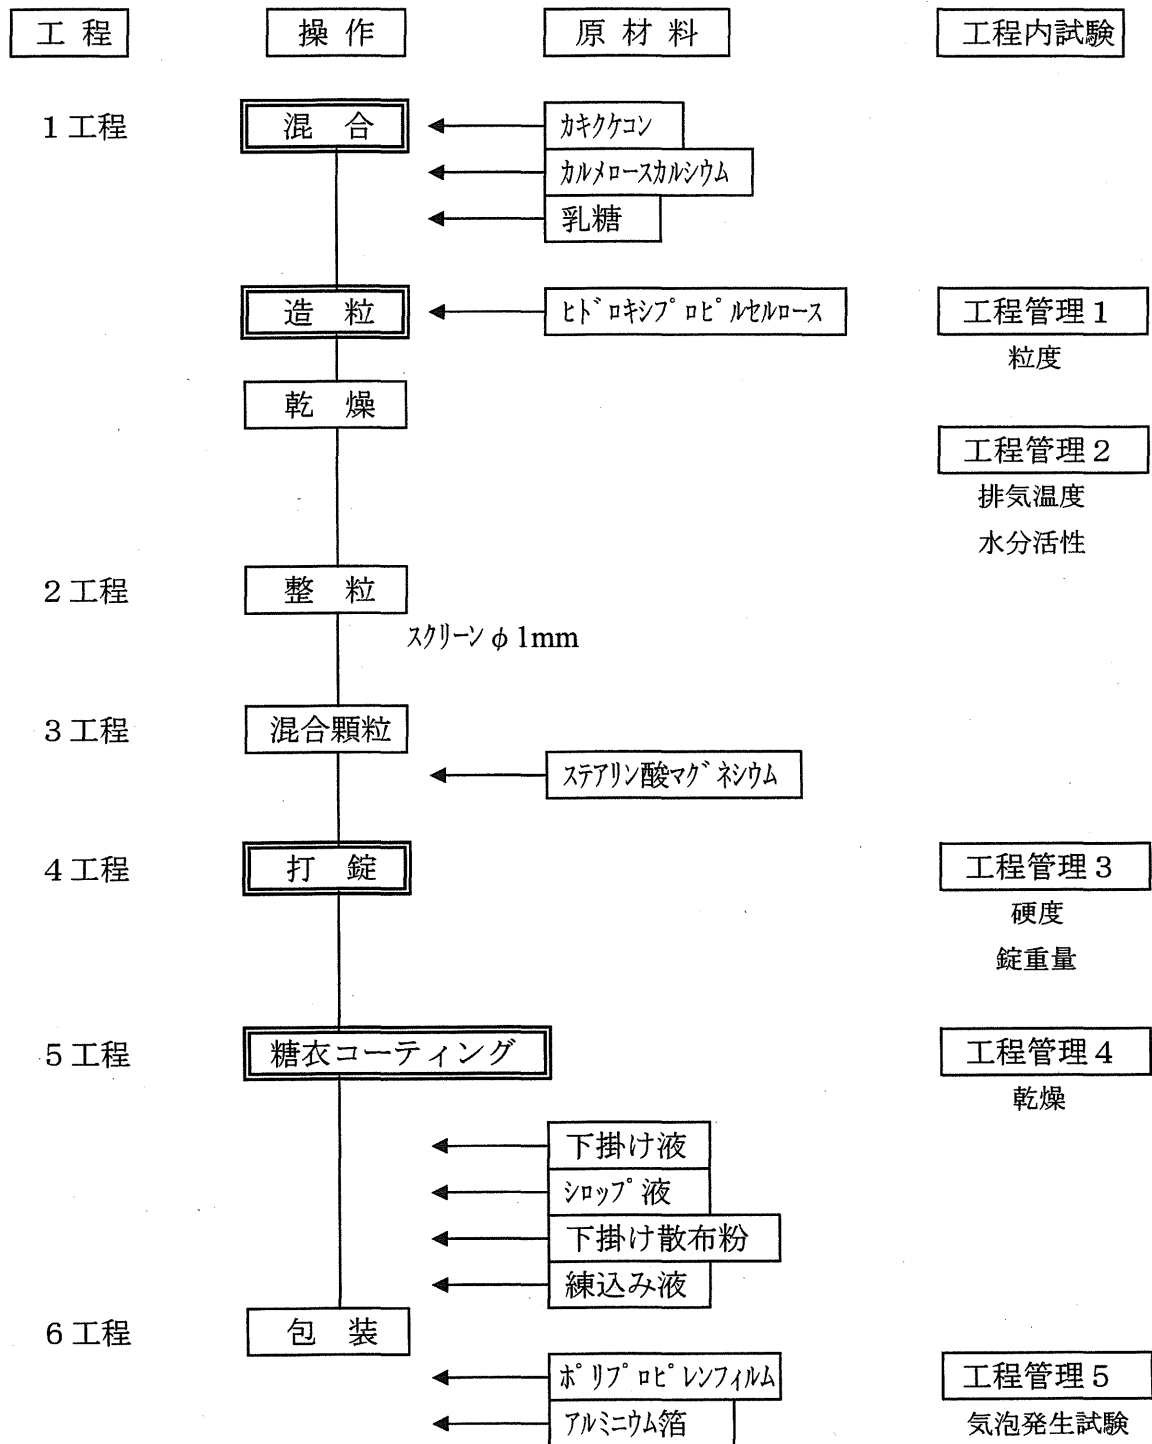 工程 操作 原材料 工程内試験
1工程 混合 カキクケコン
カルメロースカルシウム
乳糖
造粒 ヒドロキシプロピルセルロース 工程管理1
粒度
乾燥
工程管理2
排気温度
水分活性
2工程 整粒
スクリーンφ1mm
3工程 混合顆粒
ステアリン酸マグネシウム
4工程 打錠 工程管理3
硬度
錠重量
5工程 糖衣コーティング 工程管理4
乾燥
下掛け液
シロップ液
下掛け散布粉
練込み液
6工程 包装
ポリプロピレンフィルム 工程管理5
アルミニウム箔 気泡発生試験